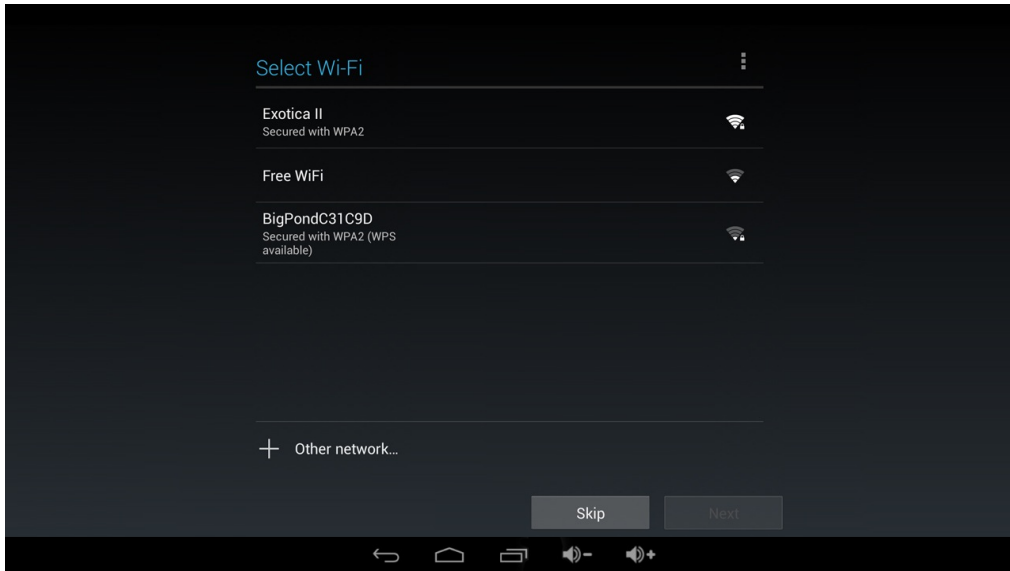 Select Wi-Fi
Exotica II
Secured with WPA2
Free WiFi
BigPondC31C9D
Secured with WPA2 (WPS
available)
Other network...
Skip
Next